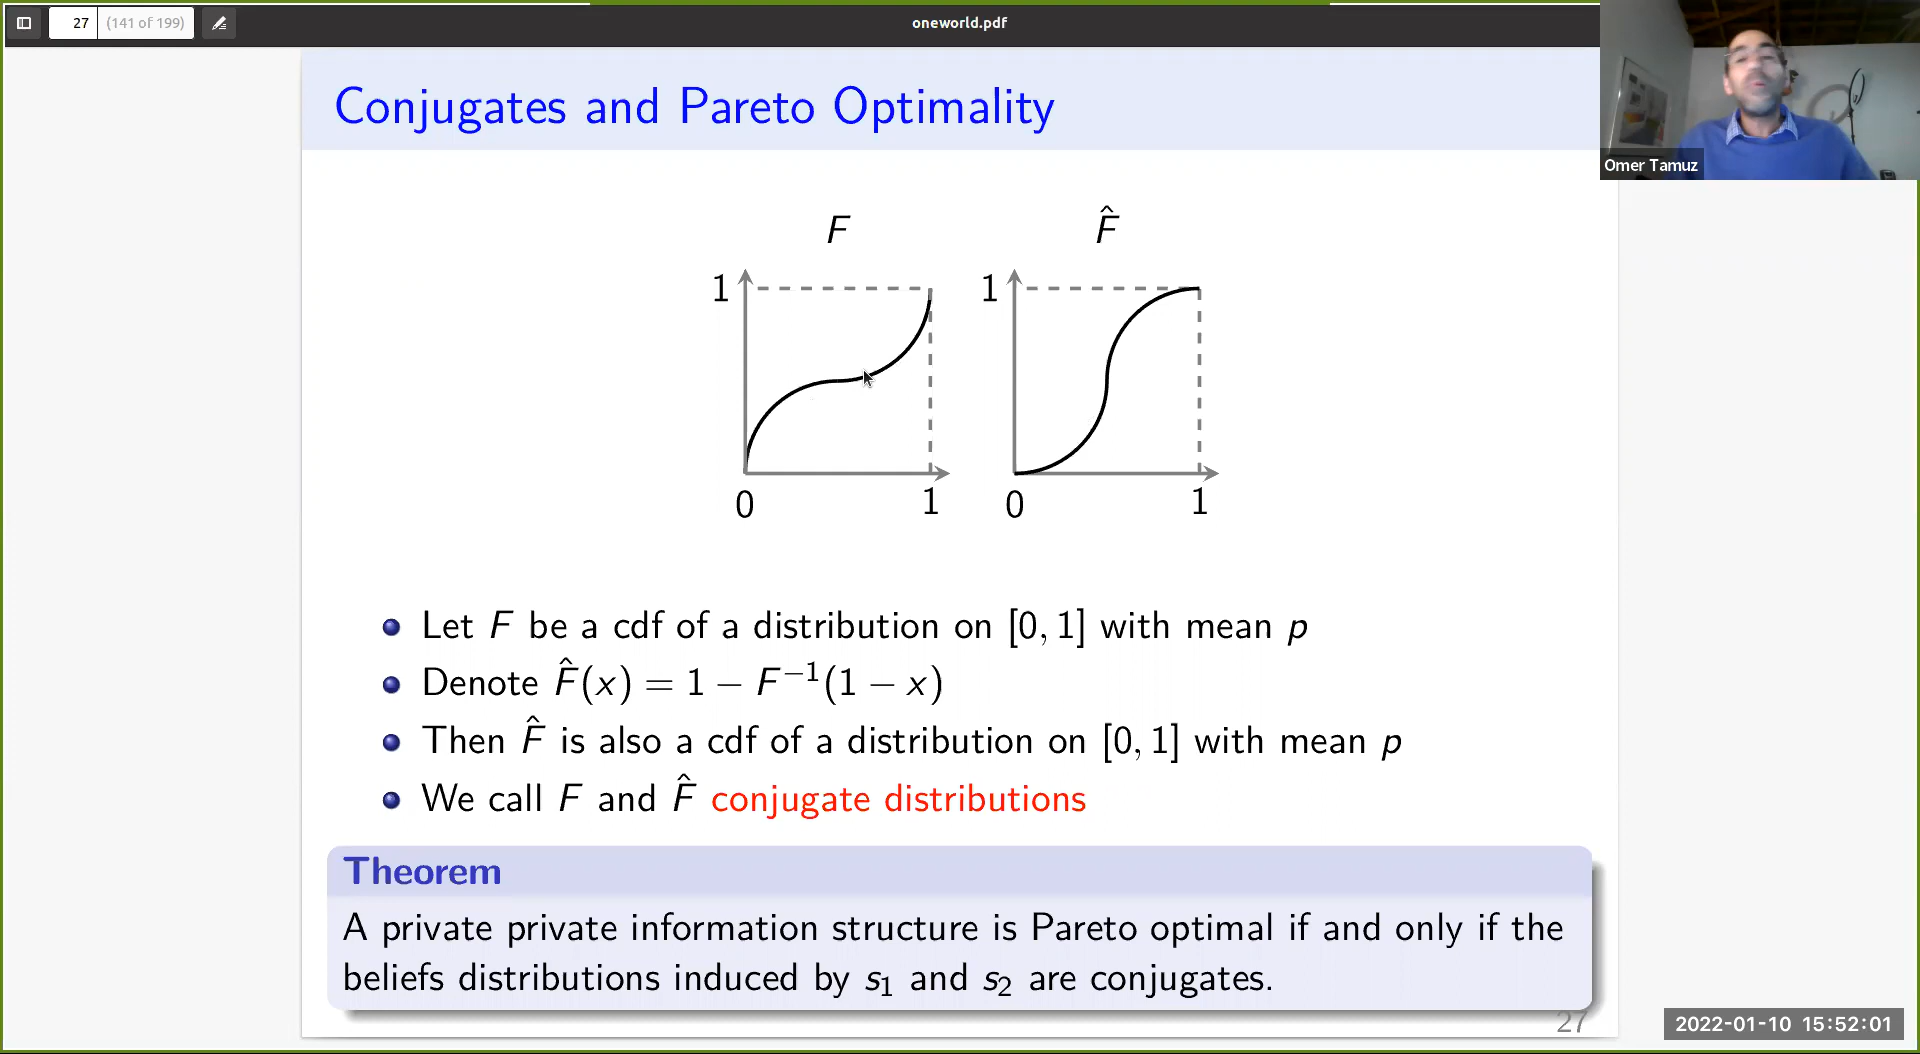 27 (141 of 199)
oneworld.pdf
Omer Tamuz
Conjugates and Pareto Optimality
F F̂
1 1
0 1 0 1
Let F be a cdf of a distribution on [0, 1] with mean p
Denote F̂(x) = 1 − F⁻¹(1 − x)
Then F̂ is also a cdf of a distribution on [0, 1] with mean p
We call F and F̂ conjugate distributions
Theorem
A private private information structure is Pareto optimal if and only if the
beliefs distributions induced by s₁ and s₂ are conjugates.
27
2022-01-10 15:52:01